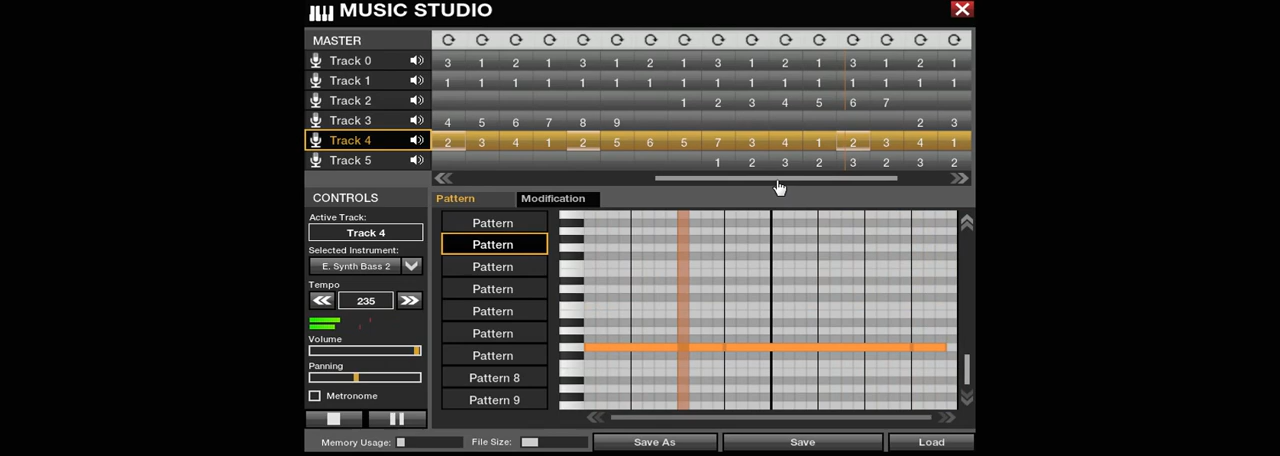 MUSIC STUDIO
MASTER
Track 0 3 1 2 1 3 1 2 1 3 1 2 1 3 1 2 1
Track 1 1 1 1 1 1 1 1 1 1 1 1 1 1 1 1 1
Track 2 1 2 3 4 5 6 7
Track 3 4 5 6 7 8 9 2 3
Track 4 2 3 4 1 2 5 6 5 7 3 4 1 2 3 4 1
Track 5 1 2 3 2 3 2 3 2
CONTROLS
Active Track:
Track 4
Selected Instrument:
E. Synth Bass 2
Tempo
235
Volume
Panning
Metronome
Pattern Modification
Pattern
Pattern
Pattern
Pattern
Pattern
Pattern
Pattern
Pattern 8
Pattern 9
Memory Usage: File Size: Save As Save Load